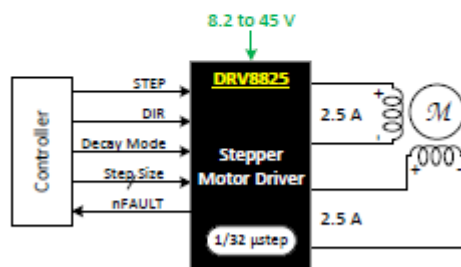 8.2 to 45 V
Controller
STEP
DIR
Decay Mode
Step Size
nFAULT
DRV8825
Stepper
Motor Driver
1/32 µstep
2.5 A
2.5 A
+
-
M
+
-